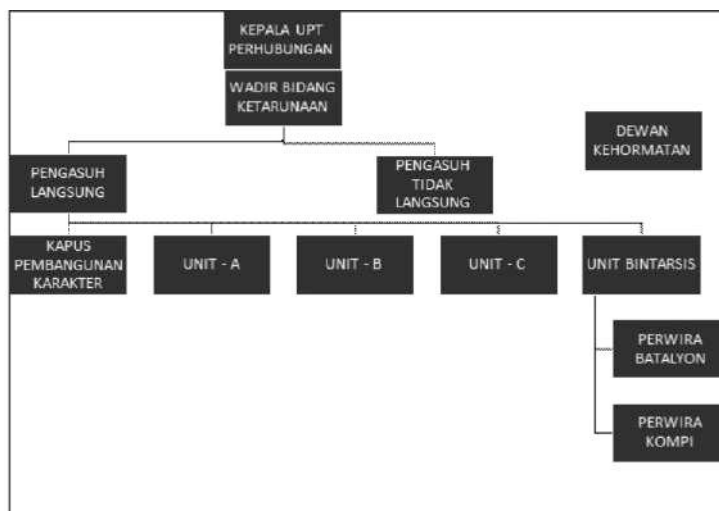 KEPALA UPT
PERHUBUNGAN
WADIR BIDANG
KETARUNAAN
DEWAN
KEHORMATAN
PENGASUH
LANGSUNG
PENGASUH
TIDAK
LANGSUNG
KAPUS
PEMBANGUNAN
KARAKTER
UNIT - A
UNIT - B
UNIT - C
UNIT BINTARSIS
PERWIRA
BATALYON
PERWIRA
KOMPI